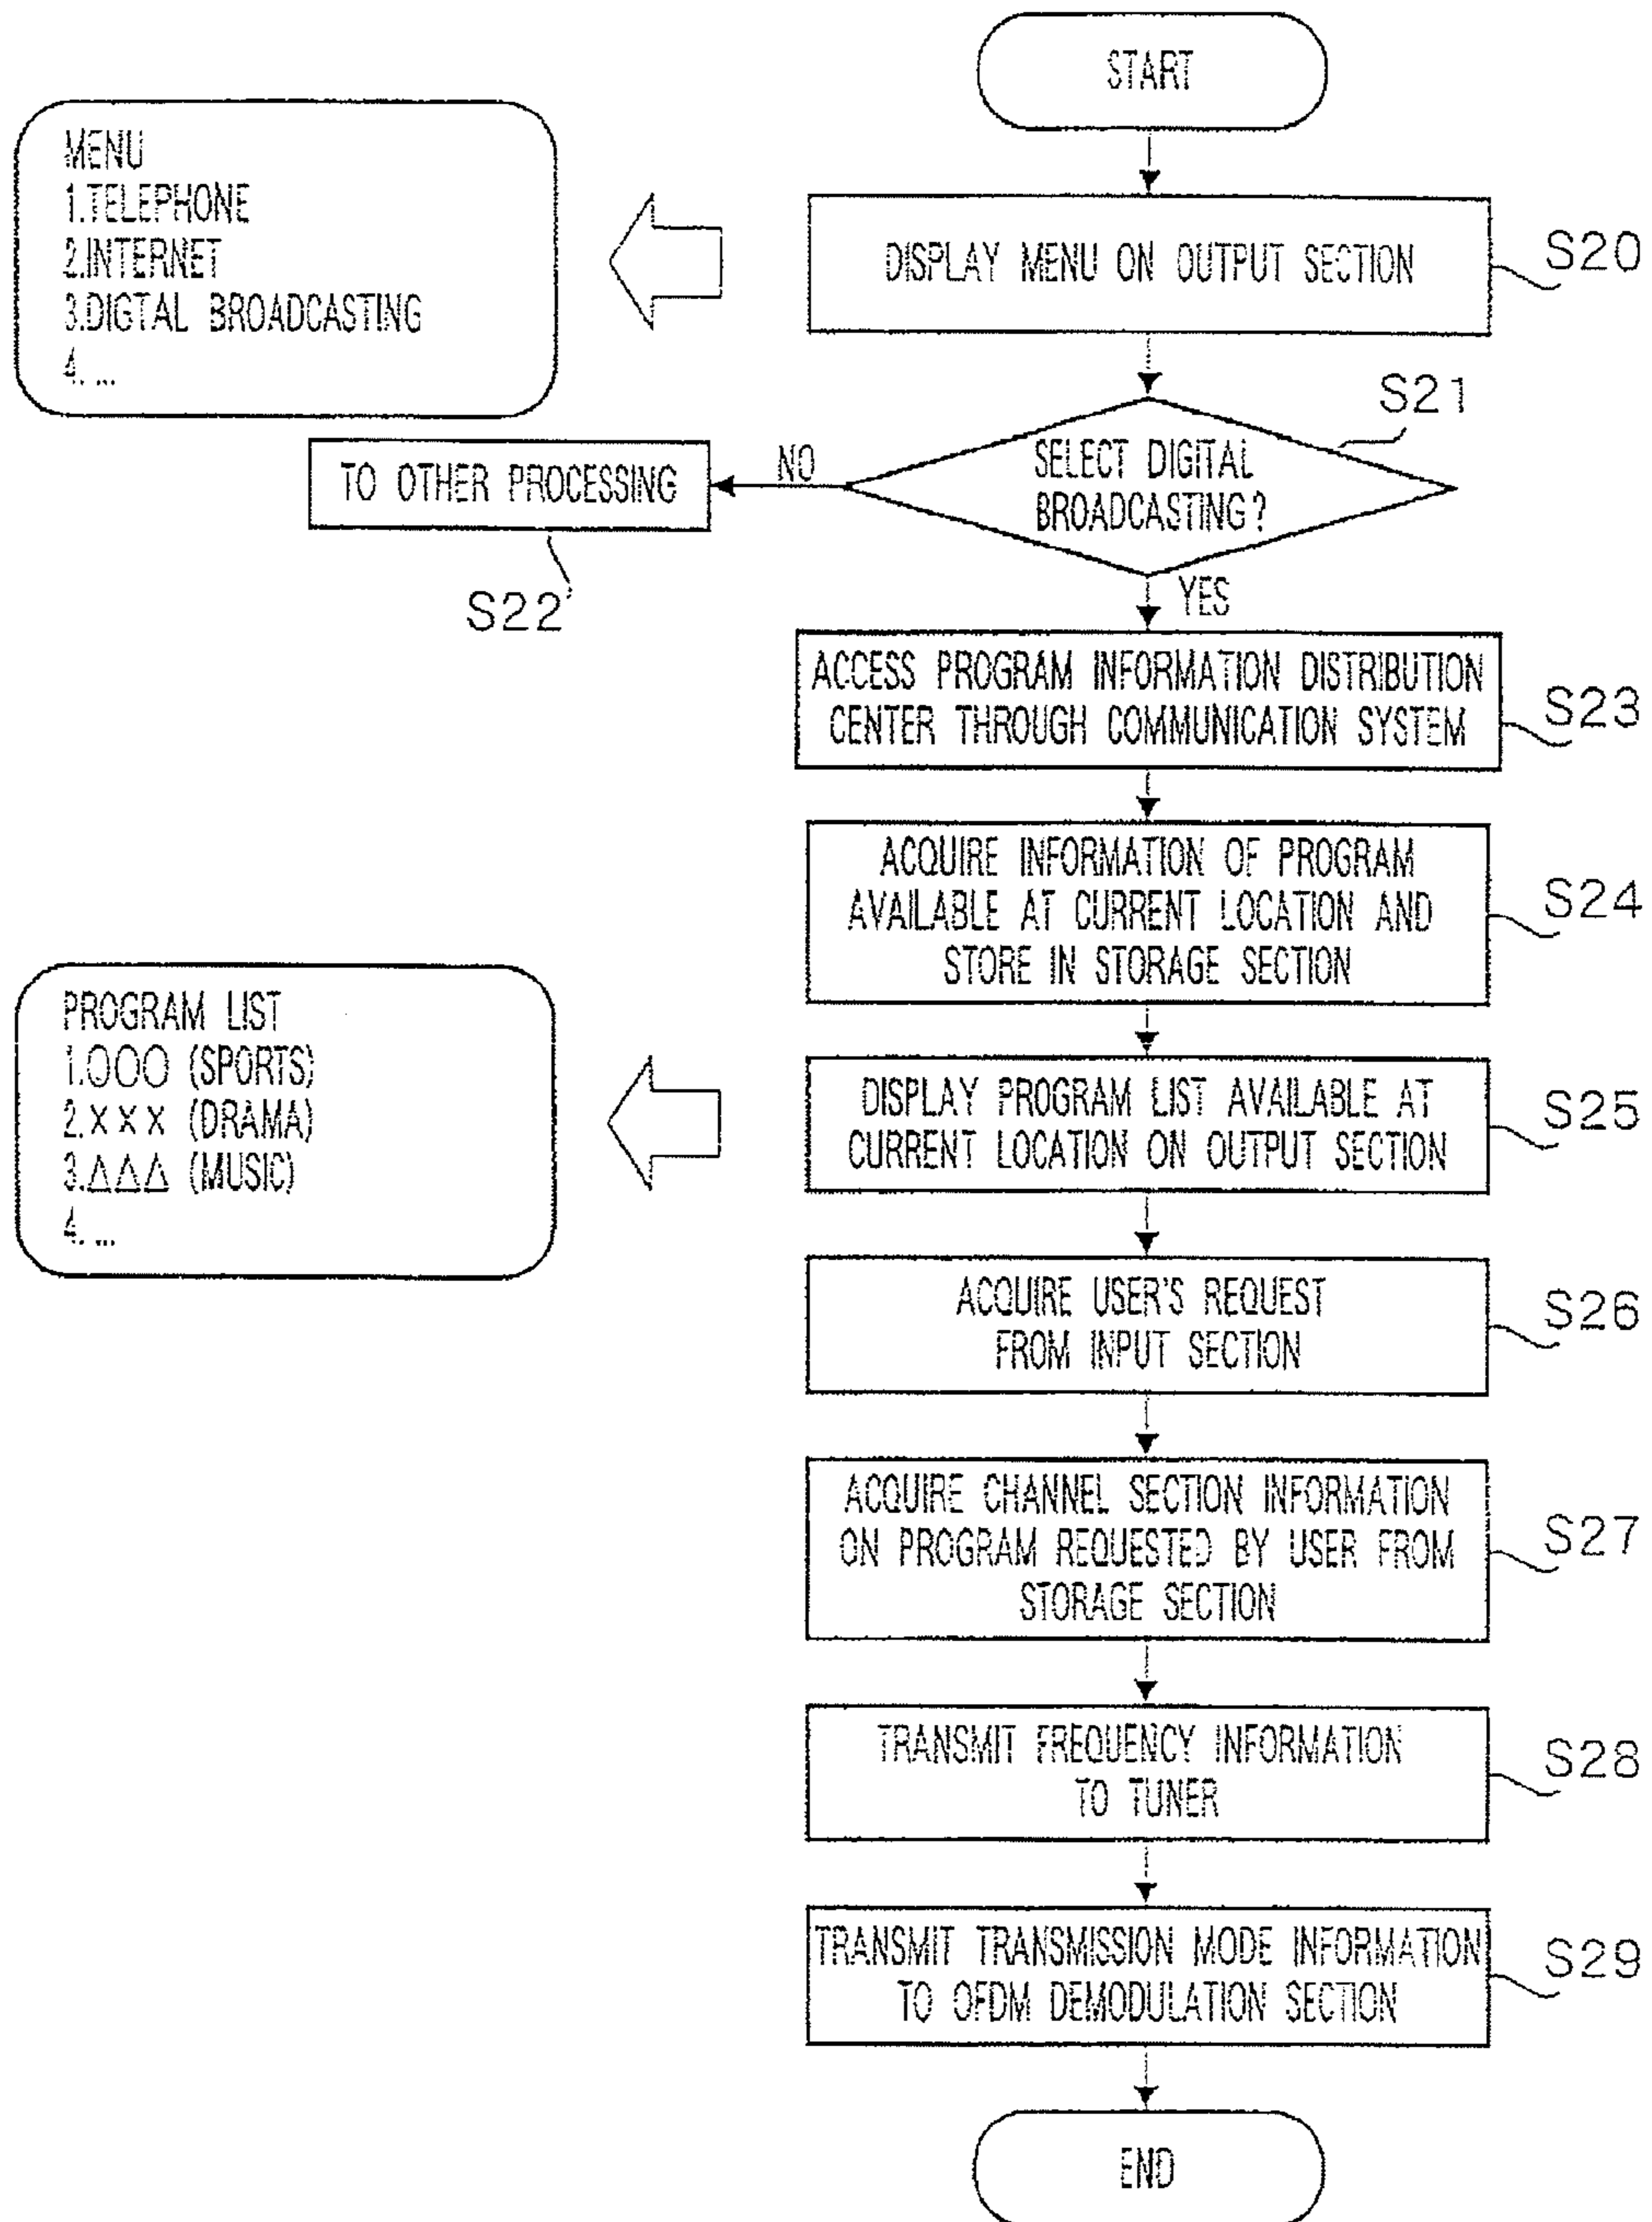 START
MENU
1.TELEPHONE
2.INTERNET
3.DIGTAL BROADCASTING
4. ...
DISPLAY MENU ON OUTPUT SECTION
S20
S21
SELECT DIGITAL
BROADCASTING?
NO
TO OTHER PROCESSING
S22
YES
ACCESS PROGRAM INFORMATION DISTRIBUTION
CENTER THROUGH COMMUNICATION SYSTEM
S23
ACQUIRE INFORMATION OF PROGRAM
AVAILABLE AT CURRENT LOCATION AND
STORE IN STORAGE SECTION
S24
PROGRAM LIST
1.○○○ (SPORTS)
2.××× (DRAMA)
3.△△△ (MUSIC)
4. ...
DISPLAY PROGRAM LIST AVAILABLE AT
CURRENT LOCATION ON OUTPUT SECTION
S25
ACQUIRE USER'S REQUEST
FROM INPUT SECTION
S26
ACQUIRE CHANNEL SECTION INFORMATION
ON PROGRAM REQUESTED BY USER FROM
STORAGE SECTION
S27
TRANSMIT FREQUENCY INFORMATION
TO TUNER
S28
TRANSMIT TRANSMISSION MODE INFORMATION
TO OFDM DEMODULATION SECTION
S29
END